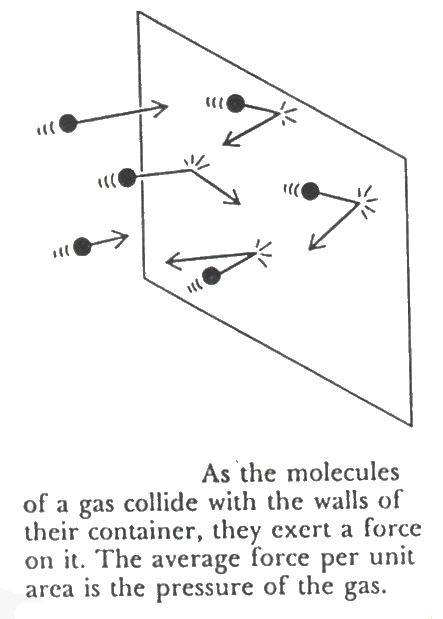 As the molecules
of a gas collide with the walls of
their container, they exert a force
on it. The average force per unit
area is the pressure of the gas.